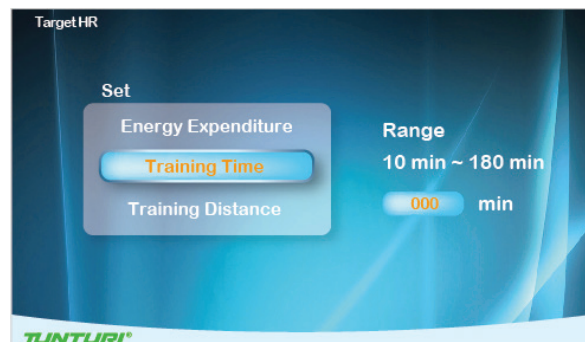 Target HR
Set
Energy Expenditure
Training Time
Training Distance
Range
10 min ~ 180 min
000 min
TUNTURI®